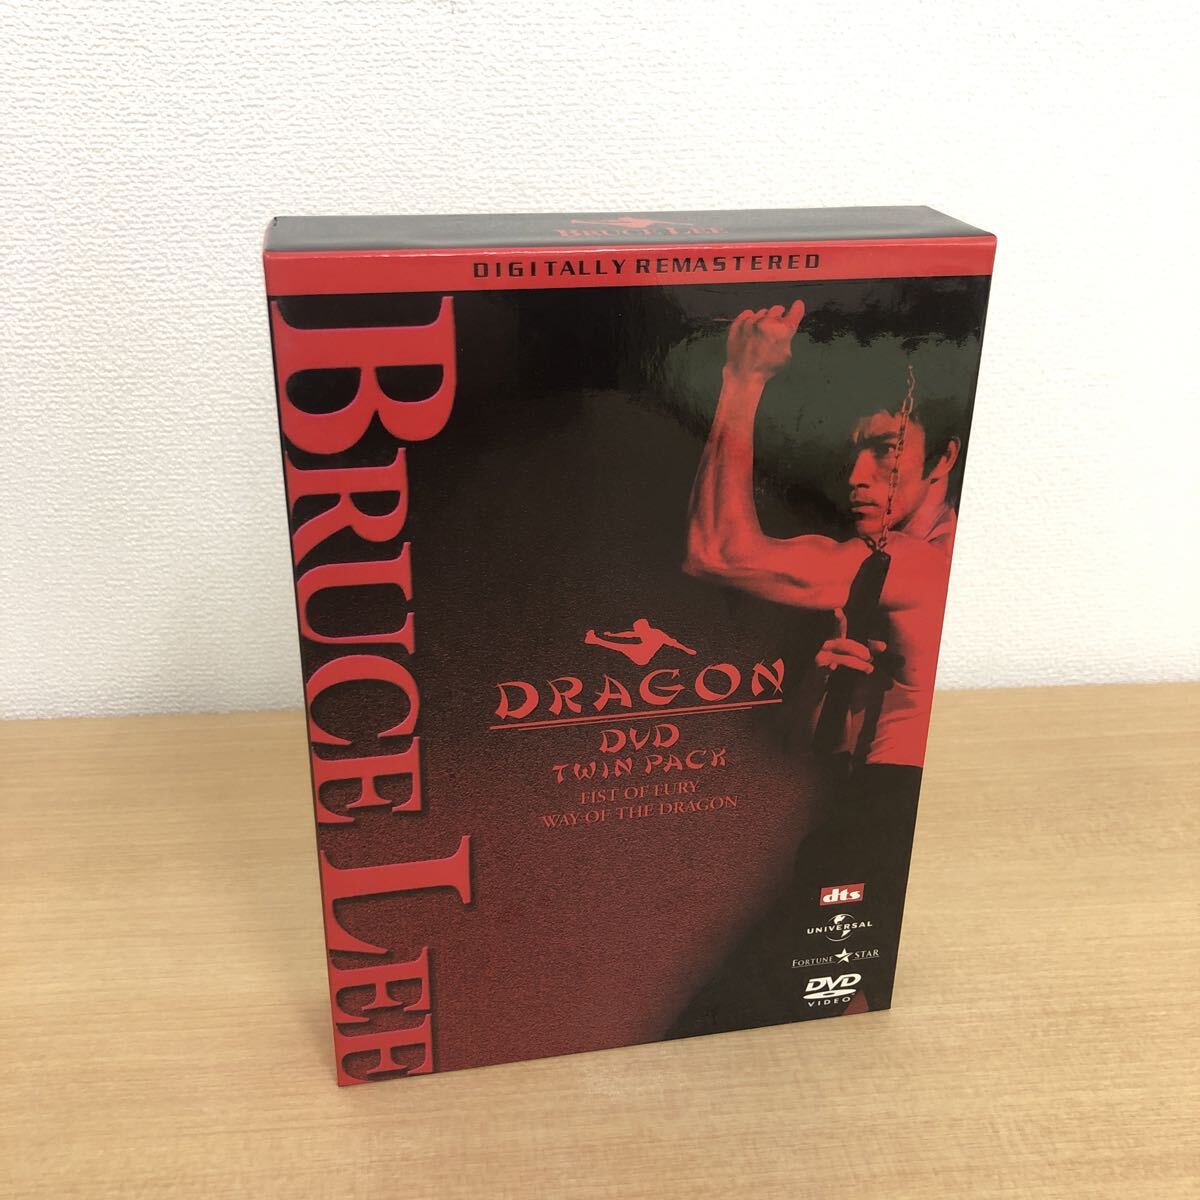 BRUCE LEE
DIGITALLY REMASTERED
BRUCE LEE
DRAGON
DVD
TWIN PACK
FIST OF FURY
WAY OF THE DRAGON
dts
UNIVERSAL
FORTUNE STAR
DVD
VIDEO